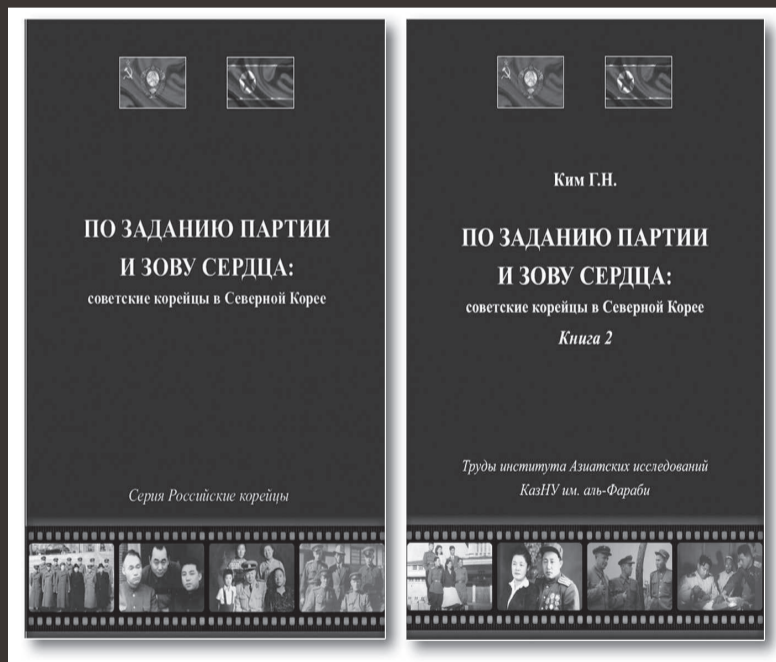 ПО ЗАДАНИЮ ПАРТИИ
И ЗОВУ СЕРДЦА:
советские корейцы в Северной Корее
Серия Российские корейцы
Ким Г.Н.
ПО ЗАДАНИЮ ПАРТИИ
И ЗОВУ СЕРДЦА:
советские корейцы в Северной Корее
Книга 2
Труды института Азиатских исследований
КазНУ им. аль-Фараби